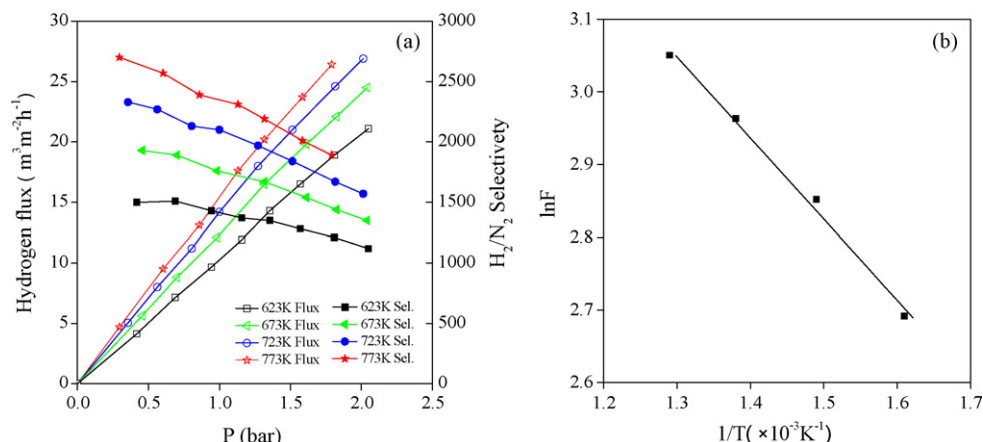 (a)
30
25
20
15
10
5
0
Hydrogen flux ( m³m⁻²h⁻¹)
3000
2500
2000
1500
1000
500
0
H₂/N₂ Selectivety
623K Flux
673K Flux
723K Flux
773K Flux
623K Sel.
673K Sel.
723K Sel.
773K Sel.
0.0 0.5 1.0 1.5 2.0 2.5
P (bar)
(b)
3.1
3.0
2.9
2.8
2.7
2.6
lnF
1.2 1.3 1.4 1.5 1.6 1.7
1/T( ×10⁻³K⁻¹)